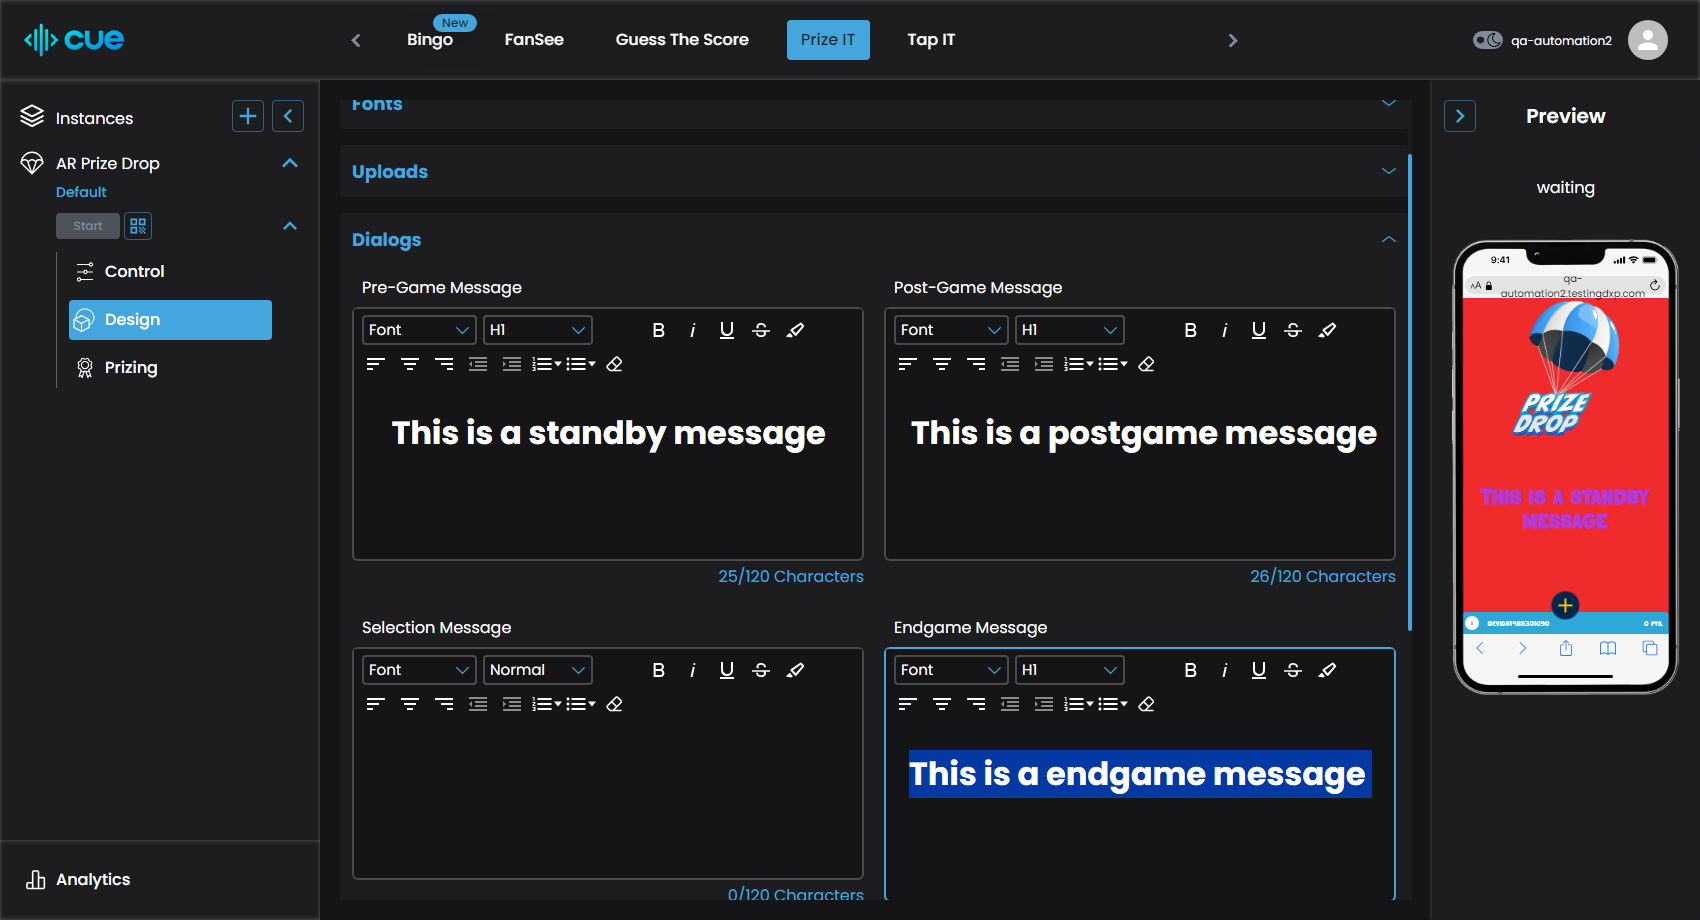 cue
New
Bingo
FanSee
Guess The Score
Prize IT
Tap IT
qa-automation2
Instances
AR Prize Drop
Default
Start
Control
Design
Prizing
Analytics
Fonts
Uploads
Dialogs
Pre-Game Message
Font
H1
B i U S
This is a standby message
25/120 Characters
Post-Game Message
Font
H1
B i U S
This is a postgame message
26/120 Characters
Selection Message
Font
Normal
B i U S
0/120 Characters
Endgame Message
Font
H1
B i U S
This is a endgame message
Preview
waiting
9:41
AA
qa-
automation2.testingdxp.com
PRIZE
DROP
This is a standby
message
0 PTS.